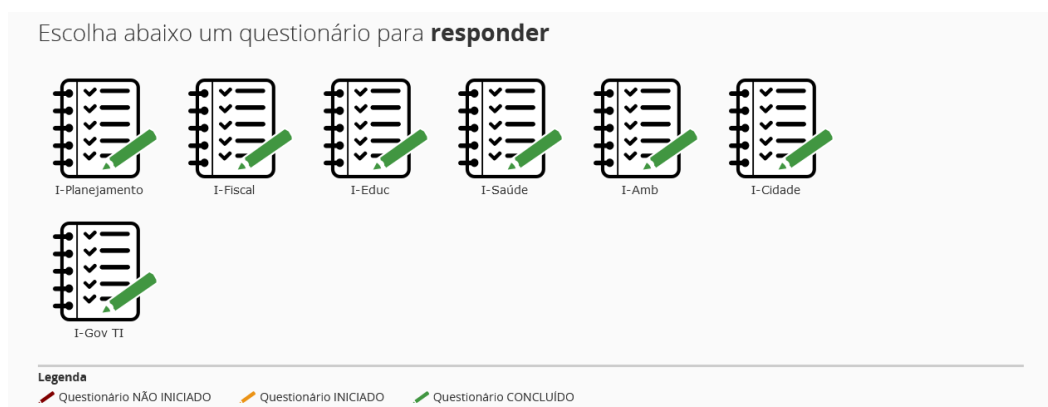 Escolha abaixo um questionário para responder
I-Planejamento
I-Fiscal
I-Educ
I-Saúde
I-Amb
I-Cidade
I-Gov TI
Legenda
Questionário NÃO INICIADO
Questionário INICIADO
Questionário CONCLUÍDO